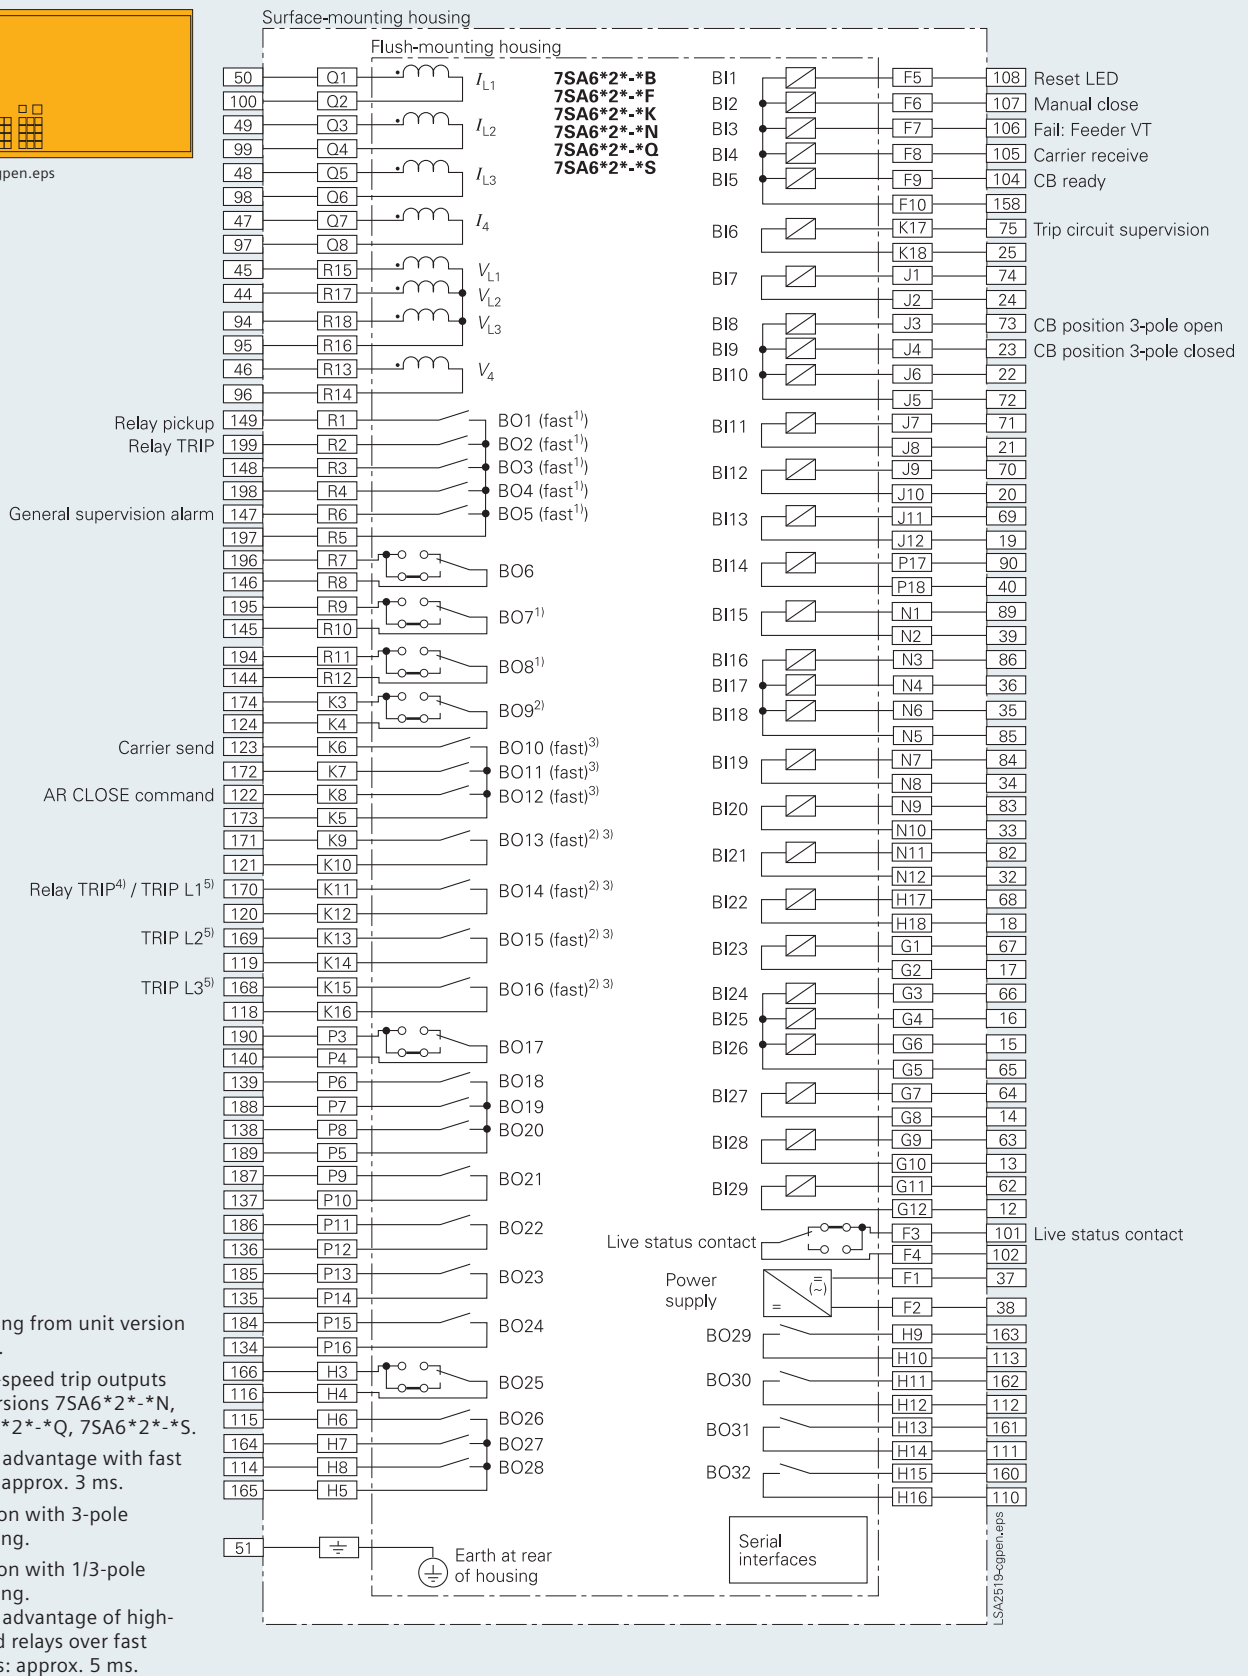 Surface-mounting housing
Flush-mounting housing
7SA6*2*-*B
7SA6*2*-*F
7SA6*2*-*K
7SA6*2*-*N
7SA6*2*-*Q
7SA6*2*-*S
50 Q1 IL1
100 Q2
49 Q3 IL2
99 Q4
48 Q5 IL3
98 Q6
47 Q7 I4
97 Q8
45 R15 VL1
44 R17 VL2
94 R18 VL3
95 R16
46 R13 V4
96 R14
Relay pickup 149 R1 BO1 (fast1))
Relay TRIP 199 R2 BO2 (fast1))
148 R3 BO3 (fast1))
198 R4 BO4 (fast1))
General supervision alarm 147 R6 BO5 (fast1))
197 R5
196 R7 BO6
146 R8
195 R9 BO71)
145 R10
194 R11 BO81)
144 R12
174 K3 BO92)
124 K4
Carrier send 123 K6 BO10 (fast)3)
172 K7 BO11 (fast)3)
AR CLOSE command 122 K8 BO12 (fast)3)
173 K5
171 K9 BO13 (fast)2) 3)
121 K10
Relay TRIP4) / TRIP L15) 170 K11 BO14 (fast)2) 3)
120 K12
TRIP L25) 169 K13 BO15 (fast)2) 3)
119 K14
TRIP L35) 168 K15 BO16 (fast)2) 3)
118 K16
190 P3 BO17
140 P4
139 P6 BO18
188 P7 BO19
138 P8 BO20
189 P5
187 P9 BO21
137 P10
186 P11 BO22
136 P12
185 P13 BO23
135 P14
184 P15 BO24
134 P16
166 H3 BO25
116 H4
115 H6 BO26
164 H7 BO27
114 H8 BO28
165 H5
51
Earth at rear
of housing
BI1 F5 108 Reset LED
BI2 F6 107 Manual close
BI3 F7 106 Fail: Feeder VT
BI4 F8 105 Carrier receive
BI5 F9 104 CB ready
F10 158
BI6 K17 75 Trip circuit supervision
K18 25
BI7 J1 74
J2 24
BI8 J3 73 CB position 3-pole open
BI9 J4 23 CB position 3-pole closed
BI10 J6 22
J5 72
BI11 J7 71
J8 21
BI12 J9 70
J10 20
BI13 J11 69
J12 19
BI14 P17 90
P18 40
BI15 N1 89
N2 39
BI16 N3 86
BI17 N4 36
BI18 N6 35
N5 85
BI19 N7 84
N8 34
BI20 N9 83
N10 33
BI21 N11 82
N12 32
BI22 H17 68
H18 18
BI23 G1 67
G2 17
BI24 G3 66
BI25 G4 16
BI26 G6 15
G5 65
BI27 G7 64
G8 14
BI28 G9 63
G10 13
BI29 G11 62
G12 12
Live status contact F3 101 Live status contact
F4 102
Power F1 37
supply = = (~) F2 38
BO29 H9 163
H10 113
BO30 H11 162
H12 112
BO31 H13 161
H14 111
BO32 H15 160
H16 110
Serial
interfaces
LSA2519-cgpen.eps
gpen.eps
ng from unit version
.
-speed trip outputs
rsions 7SA6*2*-*N,
*2*-*Q, 7SA6*2*-*S.
advantage with fast
approx. 3 ms.
on with 3-pole
ng.
on with 1/3-pole
ng.
advantage of high-
d relays over fast
s: approx. 5 ms.